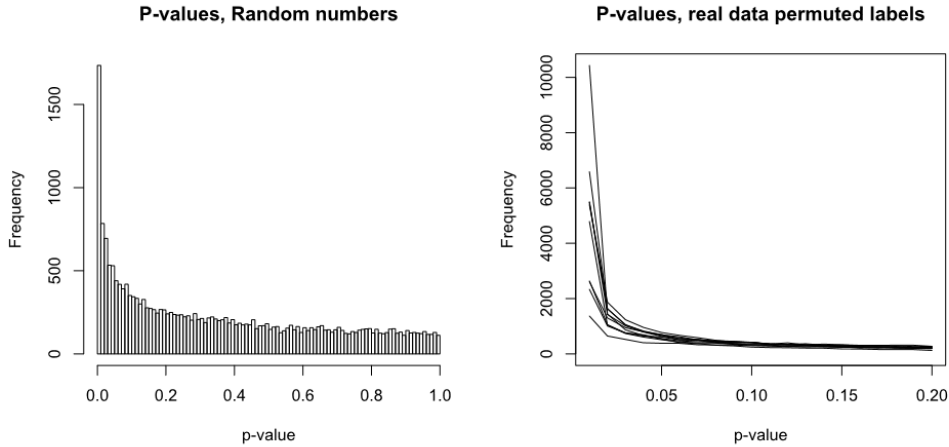 P-values, Random numbers
Frequency
1500
1000
500
0
0.0 0.2 0.4 0.6 0.8 1.0
p-value
P-values, real data permuted labels
Frequency
10000
8000
6000
4000
2000
0
0.05 0.10 0.15 0.20
p-value